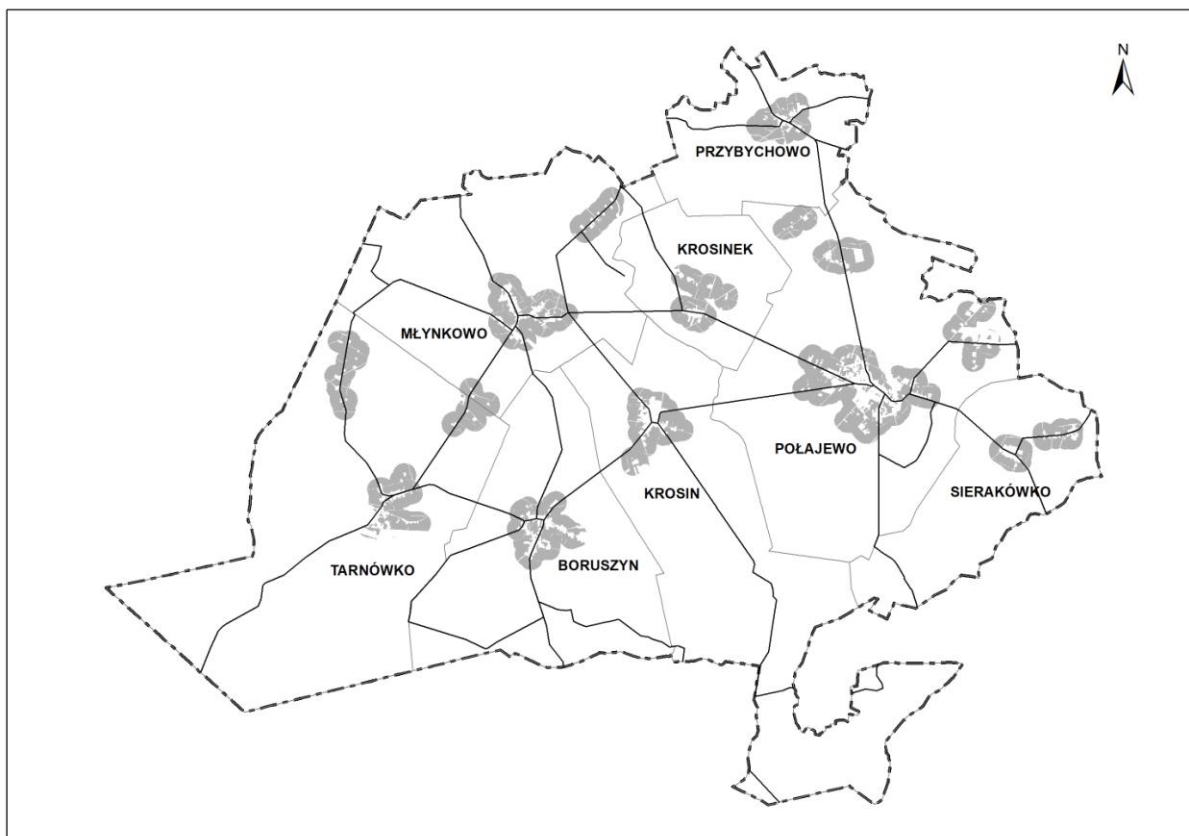 N
PRZYBYCHOWO
KROSINEK
MŁYNKOWO
POŁAJEWO
KROSIN
SIERAKÓWKO
TARNÓWKO
BORUSZYN